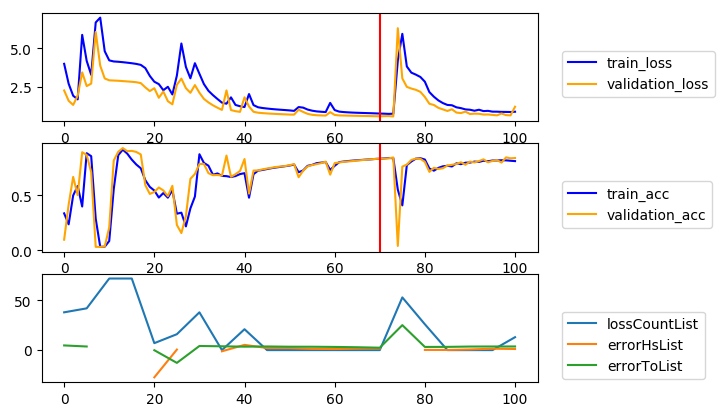 5.0
2.5
0 20 40 60 80 100
train_loss
validation_loss
0.5
0.0
0 20 40 60 80 100
train_acc
validation_acc
50
0
0 20 40 60 80 100
lossCountList
errorHsList
errorToList